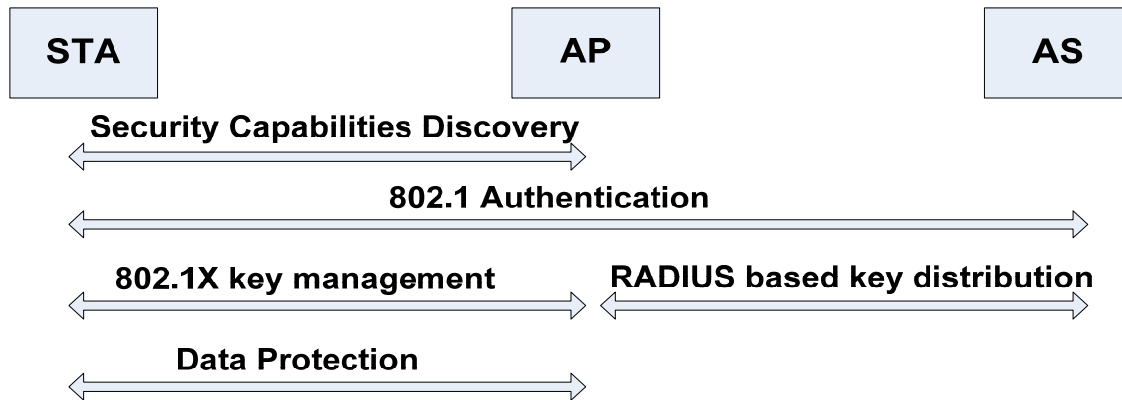 STA
AP
AS
Security Capabilities Discovery
802.1 Authentication
802.1X key management
RADIUS based key distribution
Data Protection